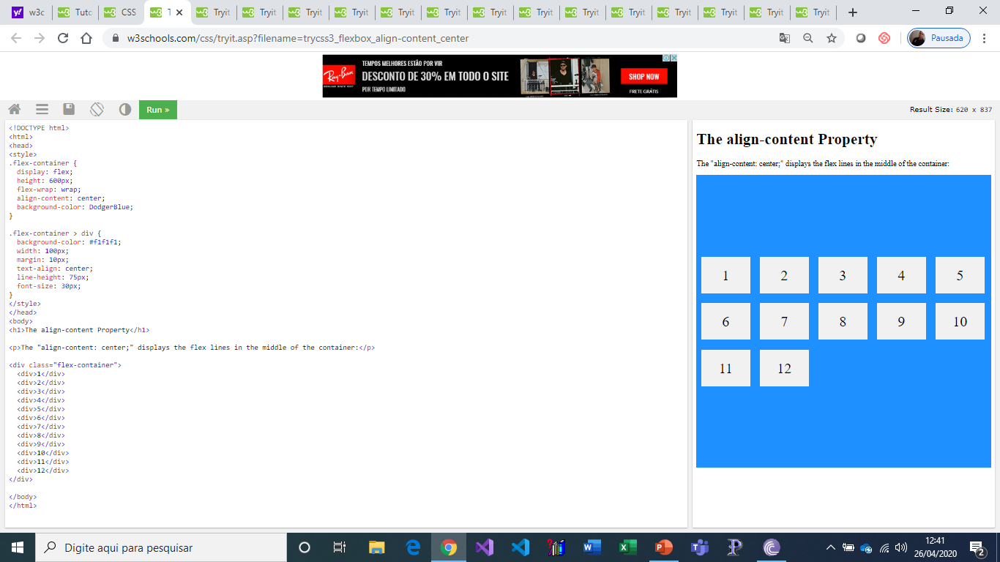 w3c
Tutc
CSS
T
Tryit
Tryit
Tryit
Tryit
Tryit
Tryit
Tryit
Tryit
Tryit
Tryit
Tryit
Tryit
Tryit
Tryit
w3schools.com/css/tryit.asp?filename=trycss3_flexbox_align-content_center
Pausada
Ray-Ban
GENUINE SINCE 1937
TEMPOS MELHORES ESTÃO POR VIR
DESCONTO DE 30% EM TODO O SITE
POR TEMPO LIMITADO
SHOP NOW
FRETE GRÁTIS
Run »
Result Size: 620 x 837
<!DOCTYPE html>
<html>
<head>
<style>
.flex-container {
  display: flex;
  height: 600px;
  flex-wrap: wrap;
  align-content: center;
  background-color: DodgerBlue;
}
.flex-container > div {
  background-color: #f1f1f1;
  width: 100px;
  margin: 10px;
  text-align: center;
  line-height: 75px;
  font-size: 30px;
}
</style>
</head>
<body>
<h1>The align-content Property</h1>
<p>The "align-content: center;" displays the flex lines in the middle of the container:</p>
<div class="flex-container">
  <div>1</div>
  <div>2</div>
  <div>3</div>
  <div>4</div>
  <div>5</div>
  <div>6</div>
  <div>7</div>
  <div>8</div>
  <div>9</div>
  <div>10</div>
  <div>11</div>
  <div>12</div>
</div>
</body>
</html>
The align-content Property
The "align-content: center;" displays the flex lines in the middle of the container:
1 2 3 4 5
6 7 8 9 10
11 12
Digite aqui para pesquisar
12:41
26/04/2020
2